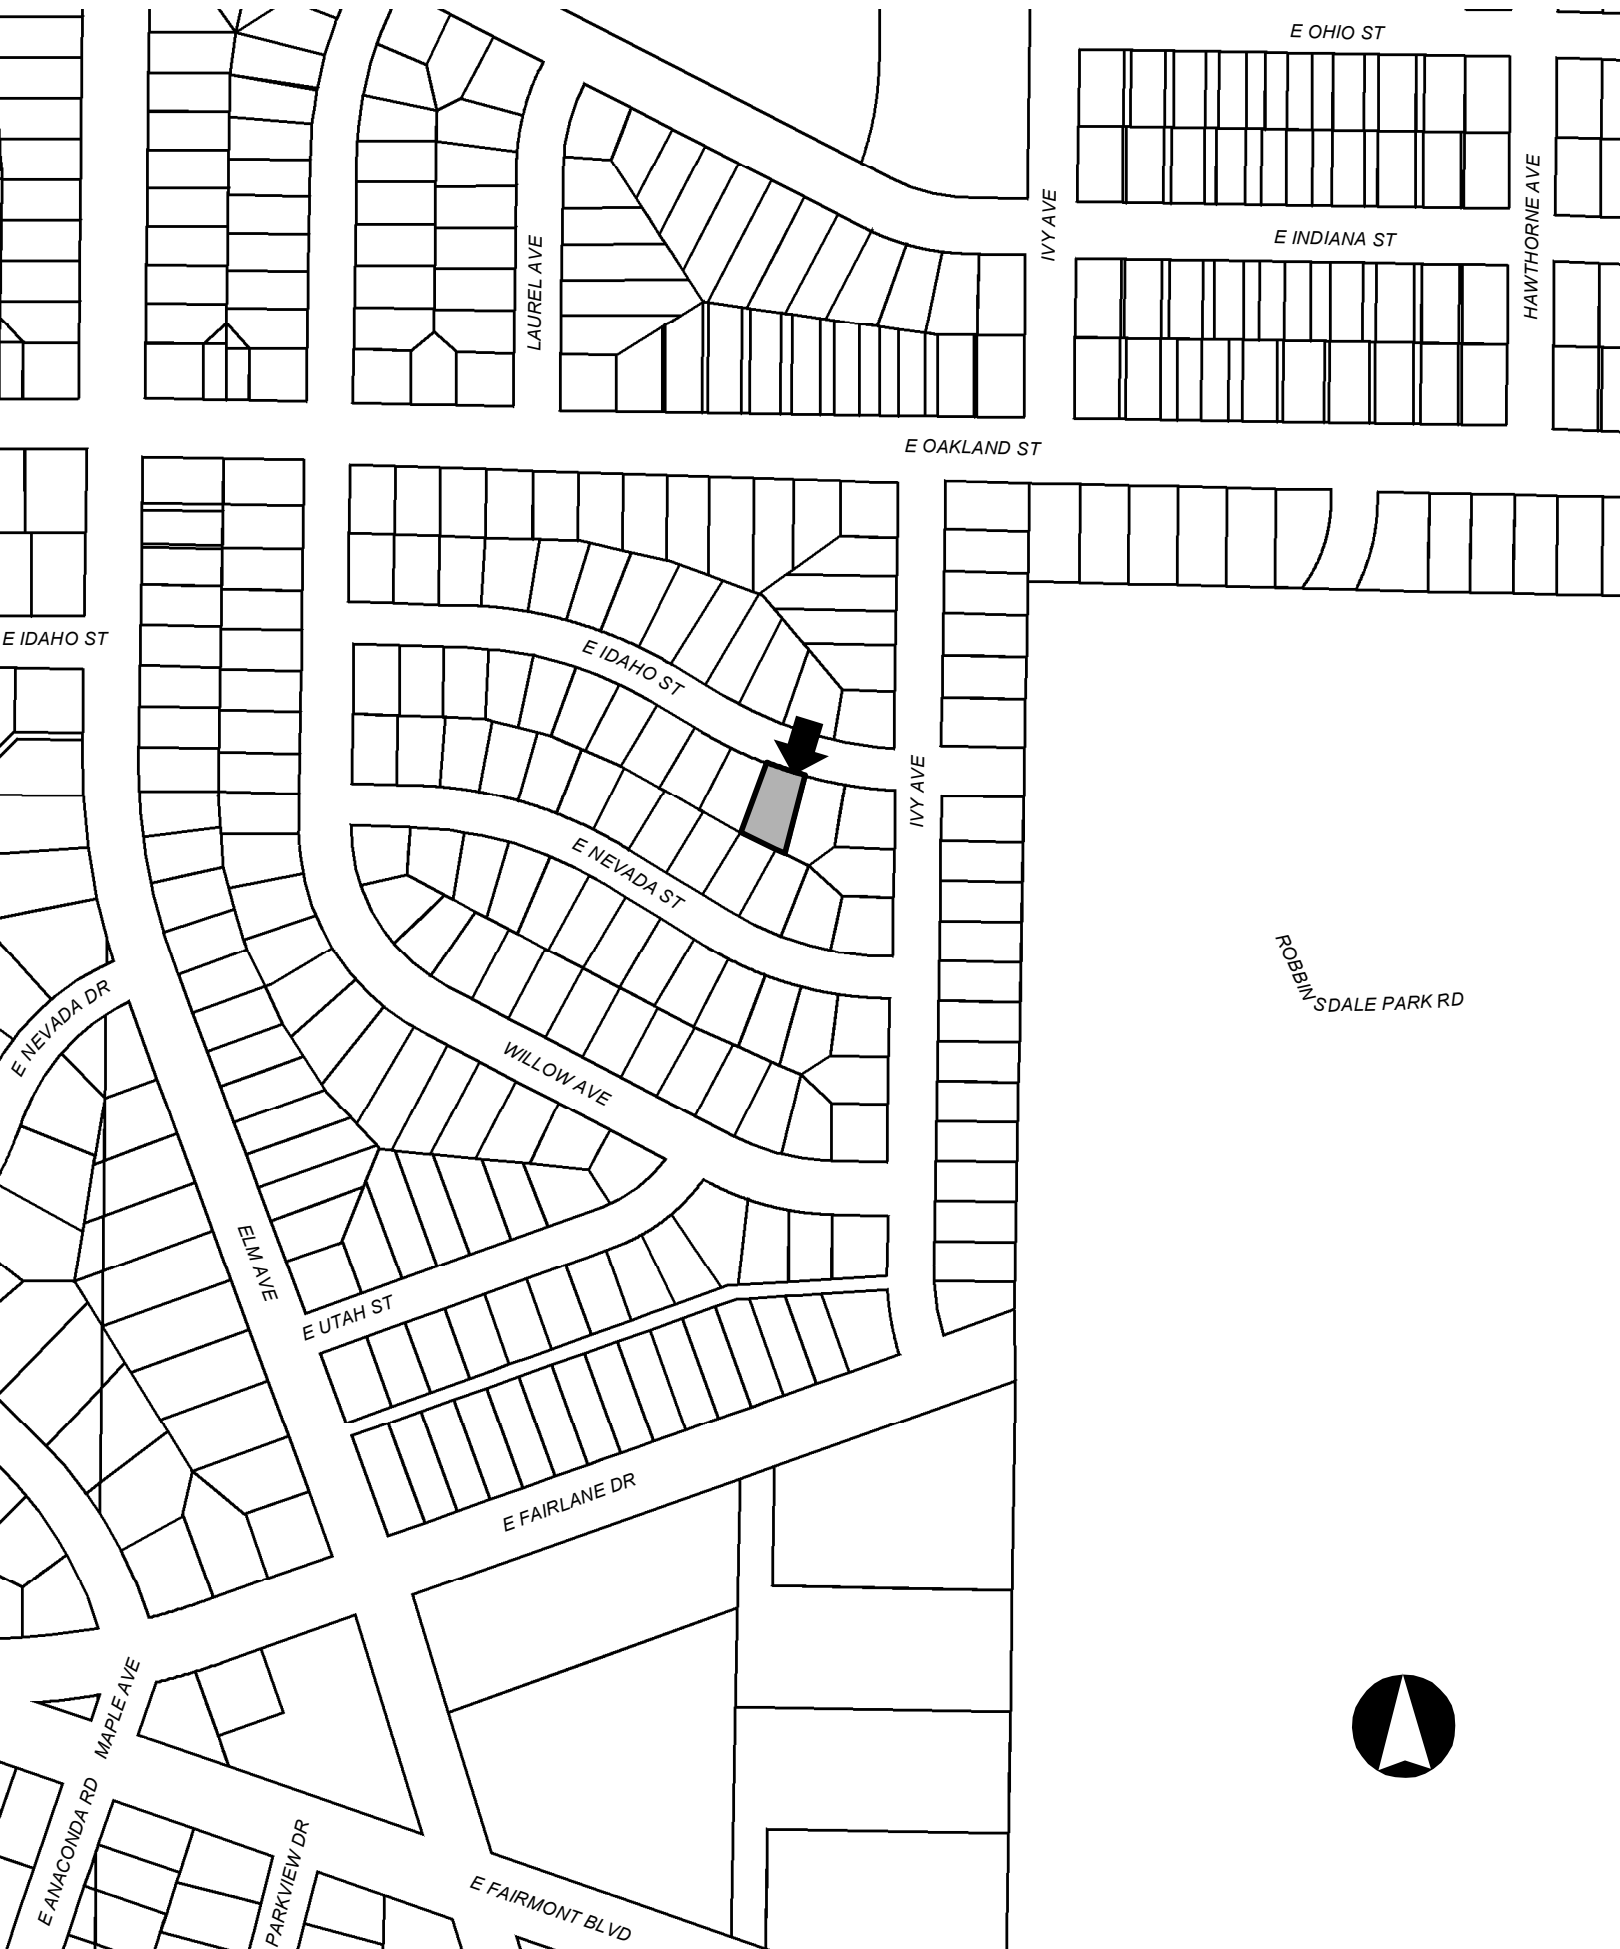 E OHIO ST
IVY AVE
HAWTHORNE AVE
E INDIANA ST
LAUREL AVE
E OAKLAND ST
E IDAHO ST
E IDAHO ST
IVY AVE
E NEVADA ST
ROBBINSDALE PARK RD
E NEVADA DR
WILLOW AVE
ELM AVE
E UTAH ST
E FAIRLANE DR
MAPLE AVE
E ANACONDA RD
PARKVIEW DR
E FAIRMONT BLVD